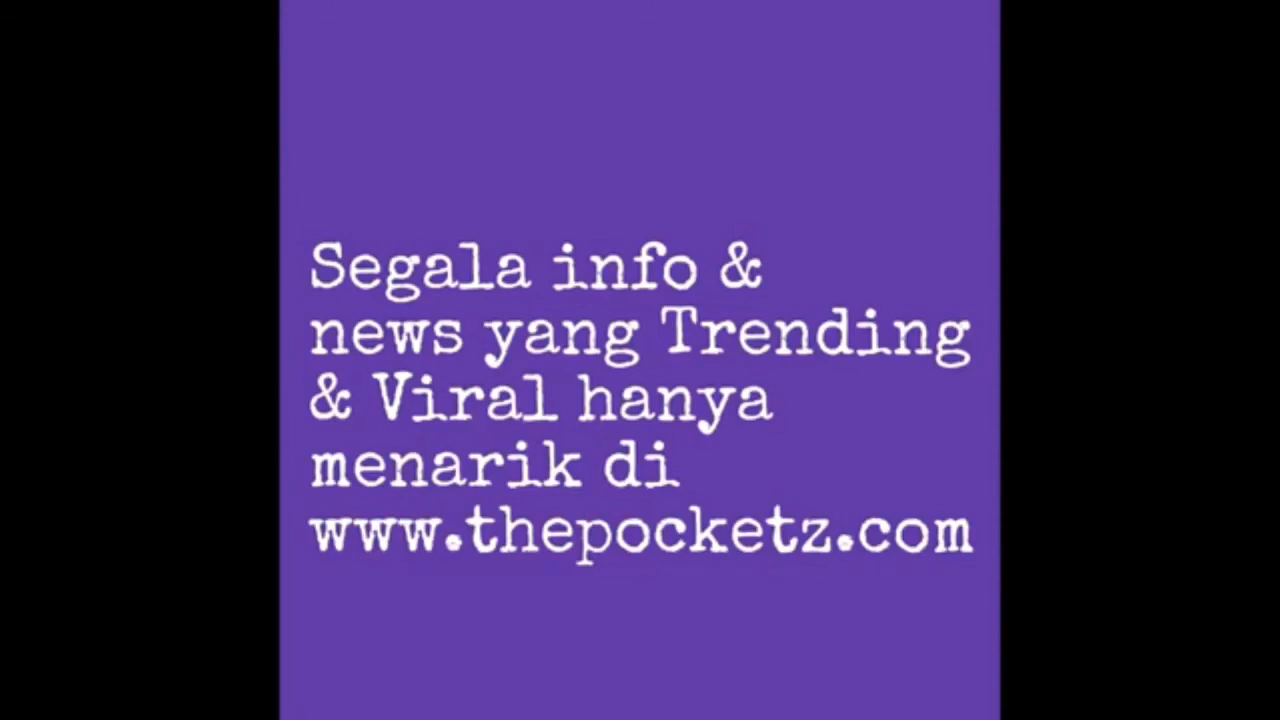 Segala info &
news yang Trending
& Viral hanya
menarik di
www.thepocketz.com